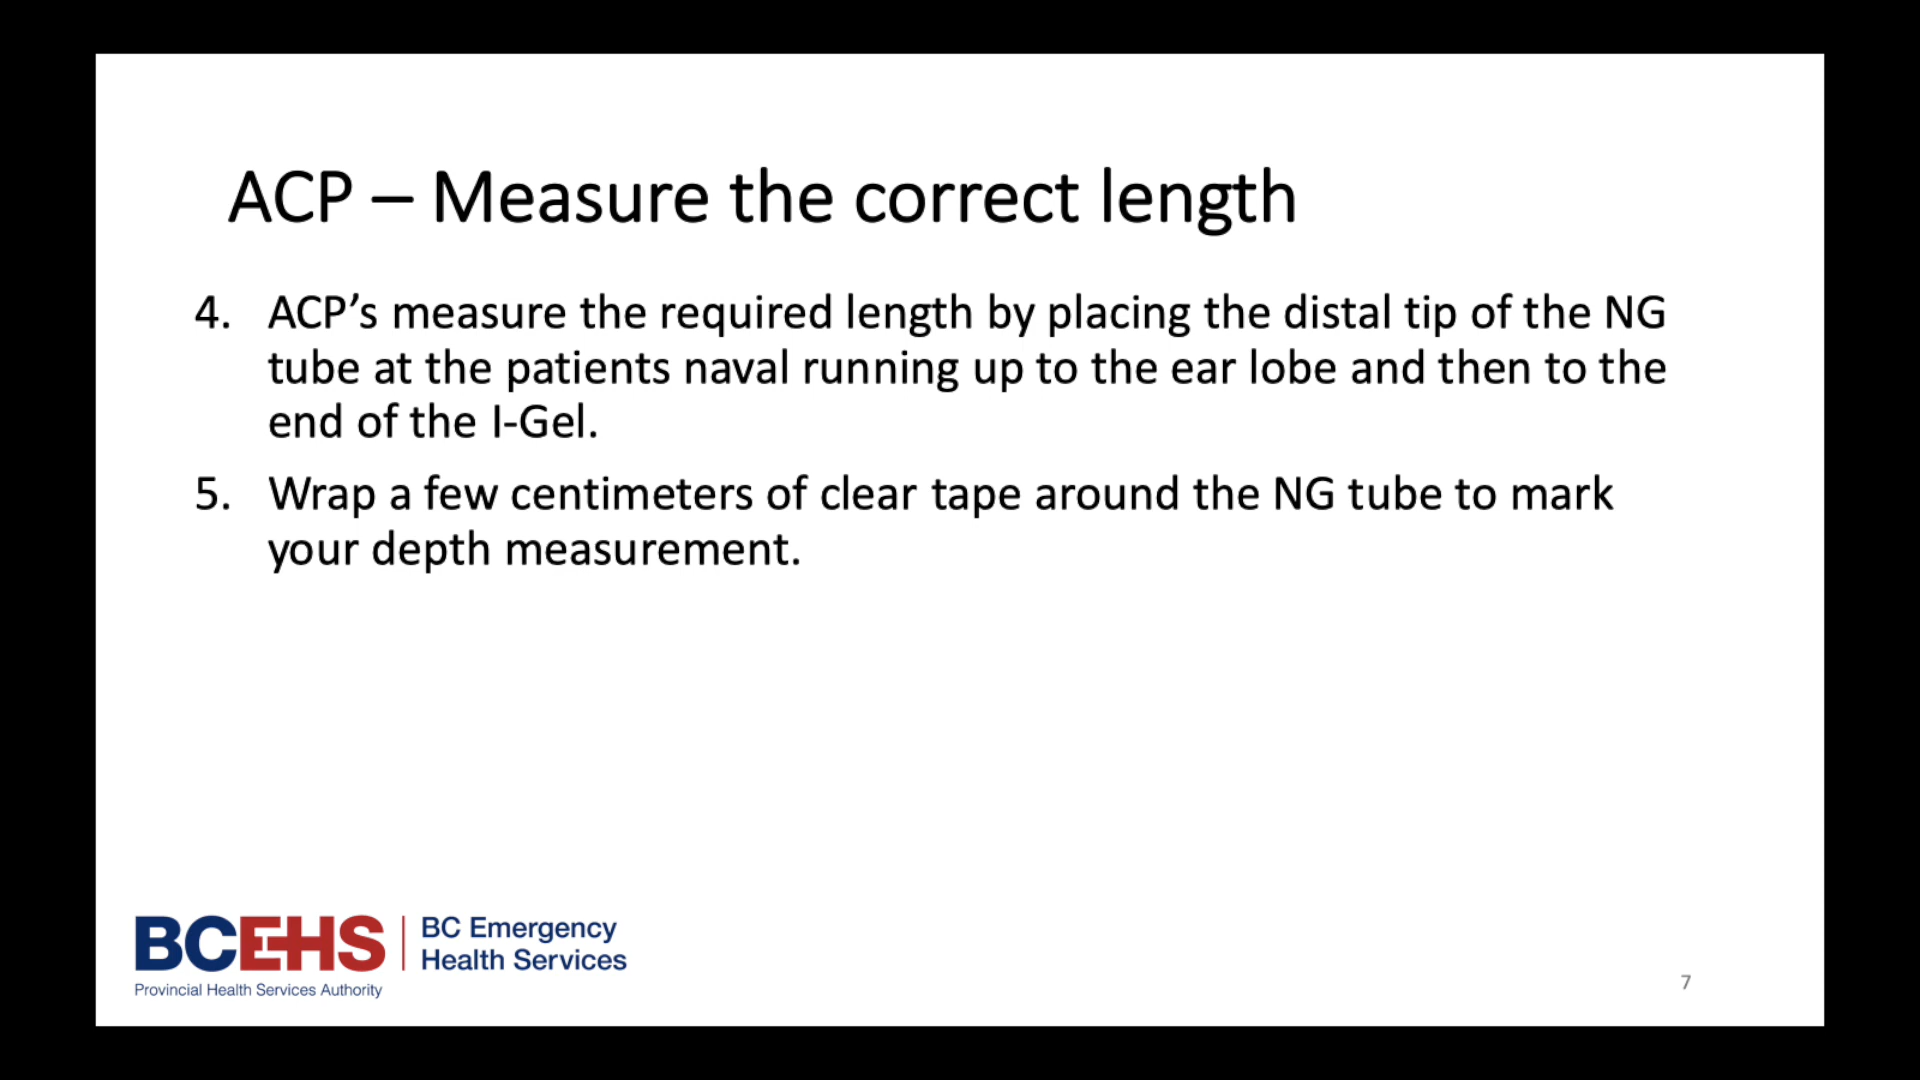 ACP – Measure the correct length
4. ACP’s measure the required length by placing the distal tip of the NG
tube at the patients naval running up to the ear lobe and then to the
end of the I-Gel.
5. Wrap a few centimeters of clear tape around the NG tube to mark
your depth measurement.
BCEHS
BC Emergency
Health Services
Provincial Health Services Authority
7